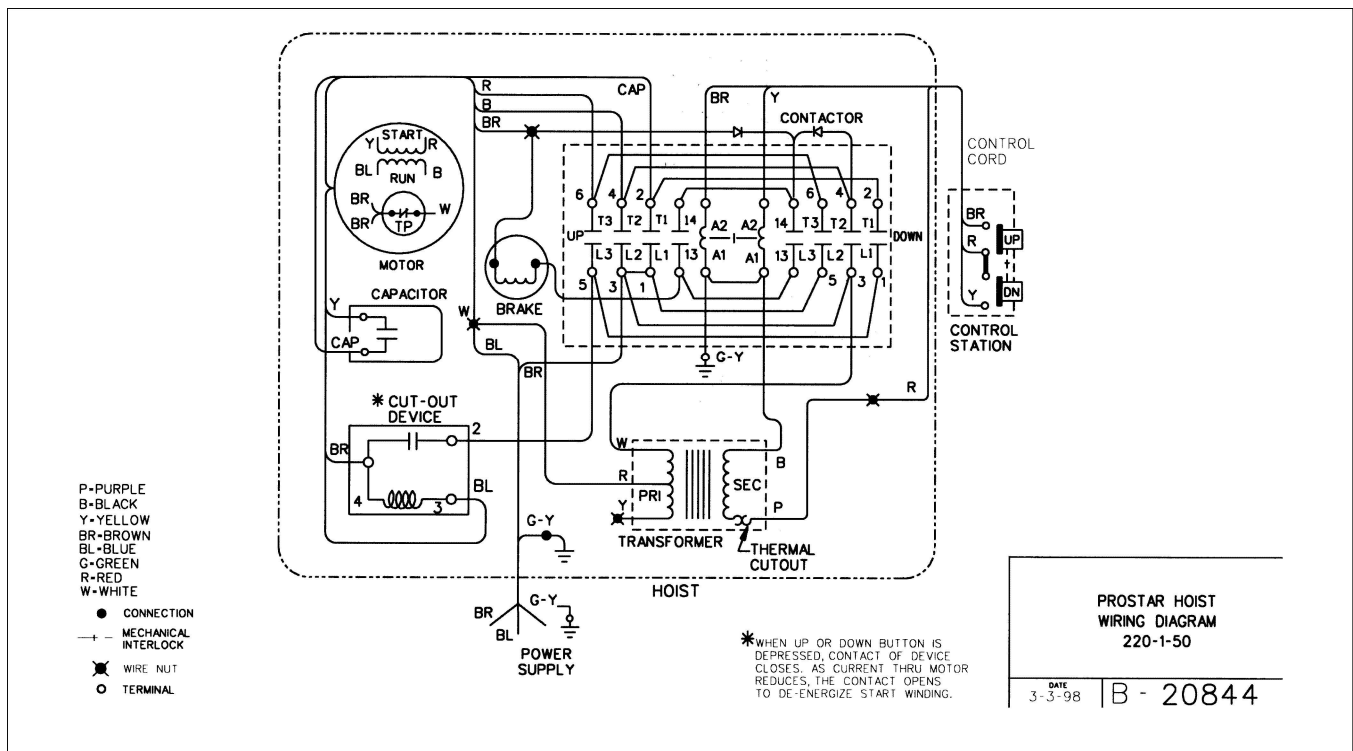 R
B
BR
CAP
BR
Y
CONTACTOR
CONTROL
CORD
START
Y
R
BL
B
RUN
BR
BR
W
TP
MOTOR
6
4
2
14
6
4
2
T3
T2
T1
A2
A2
14
T3
T2
T1
UP
DOWN
L3
L2
L1
13
A1
A1
13
L3
L2
L1
5
3
1
5
3
1
BR
R
Y
UP
DN
CONTROL
STATION
BRAKE
CAPACITOR
Y
CAP
W
BL
BR
G-Y
R
* CUT-OUT
DEVICE
2
BR
BL
4
3
W
R
PRI
SEC
B
Y
P
TRANSFORMER
THERMAL
CUTOUT
G-Y
HOIST
BR
G-Y
BL
POWER
SUPPLY
P-PURPLE
B-BLACK
Y-YELLOW
BR-BROWN
BL-BLUE
G-GREEN
R-RED
W-WHITE
CONNECTION
MECHANICAL
INTERLOCK
WIRE NUT
TERMINAL
*WHEN UP OR DOWN BUTTON IS
DEPRESSED, CONTACT OF DEVICE
CLOSES. AS CURRENT THRU MOTOR
REDUCES, THE CONTACT OPENS
TO DE-ENERGIZE START WINDING.
PROSTAR HOIST
WIRING DIAGRAM
220-1-50
DATE
3-3-98
B - 20844